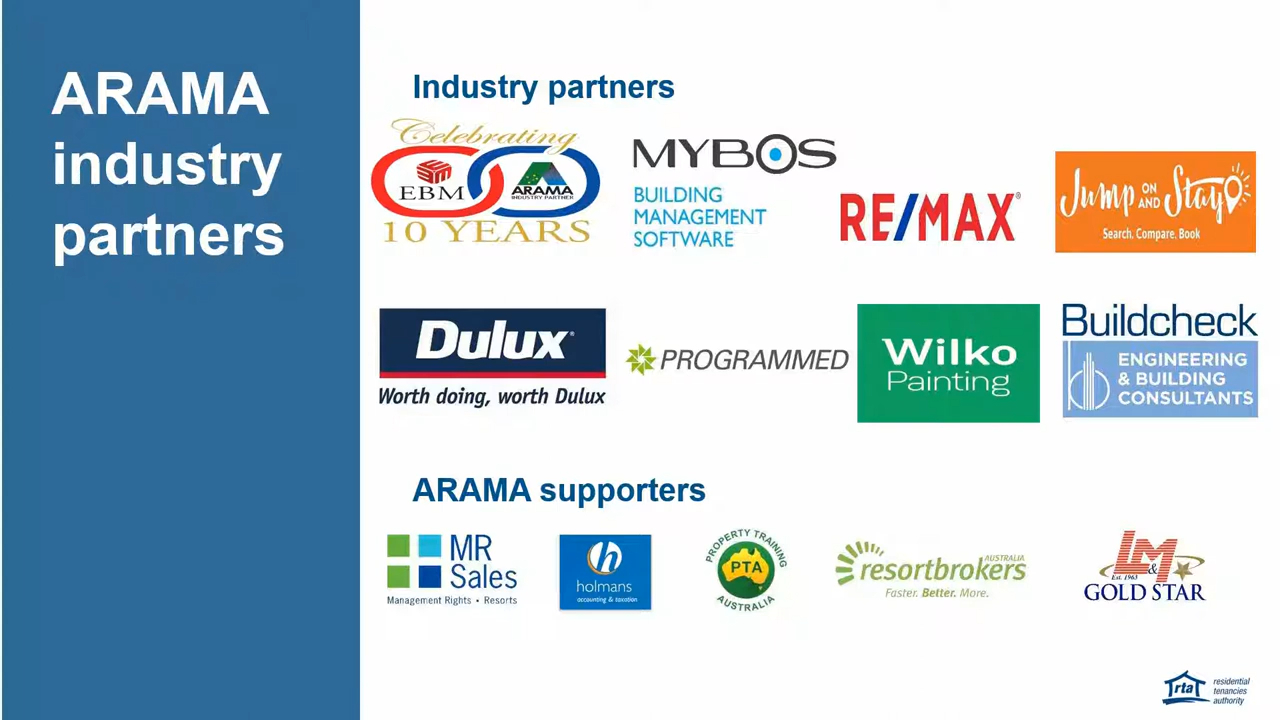 ARAMA
industry
partners
Industry partners
Celebrating
EBM
ARAMA
INDUSTRY PARTNER
10 YEARS
MYBOS
BUILDING
MANAGEMENT
SOFTWARE
RE/MAX®
Jump ON AND Stay
Search, Compare, Book
Dulux®
Worth doing, worth Dulux
PROGRAMMED
Wilko
Painting
Buildcheck
ENGINEERING
& BUILDING
CONSULTANTS
ARAMA supporters
MR
Sales
Management Rights • Resorts
h
holmans
accounting & taxation
PROPERTY TRAINING
PTA
AUSTRALIA
AUSTRALIA
resortbrokers
Faster. Better. More.
L&M
Est. 1963
GOLD STAR
rta
residential
tenancies
authority